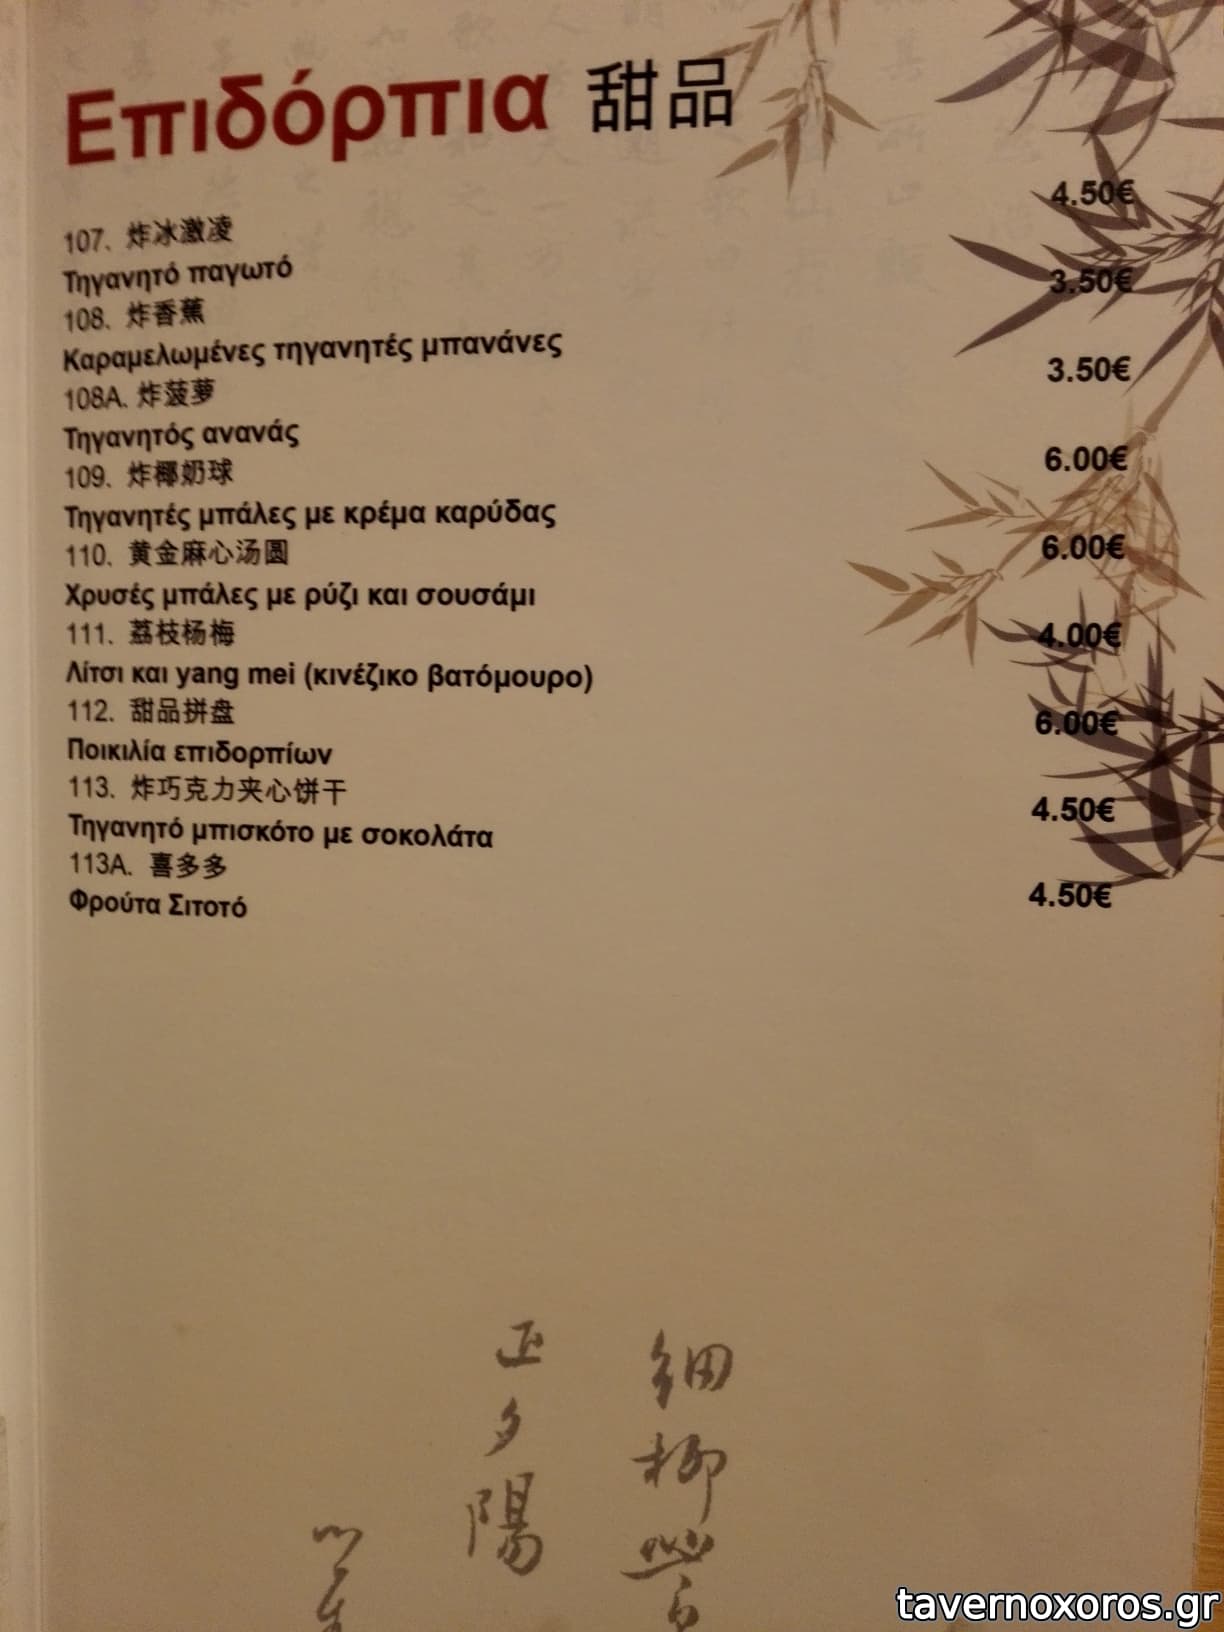 Επιδόρπια 甜品
4.50€
107. 炸冰激凌
Τηγανητό παγωτό
3.50€
108. 炸香蕉
Καραμελωμένες τηγανητές μπανάνες
3.50€
108A. 炸菠萝
Τηγανητός ανανάς
6.00€
109. 炸椰奶球
Τηγανητές μπάλες με κρέμα καρύδας
6.00€
110. 黄金麻心汤圆
Χρυσές μπάλες με ρύζι και σουσάμι
4.00€
111. 荔枝杨梅
Λίτσι και yang mei (κινέζικο βατόμουρο)
6.00€
112. 甜品拼盘
Ποικιλία επιδορπίων
4.50€
113. 炸巧克力夹心饼干
Τηγανητό μπισκότο με σοκολάτα
4.50€
113A. 喜多多
Φρούτα Σιτοτό
細柳營
夕陽
tavernoxoros.gr